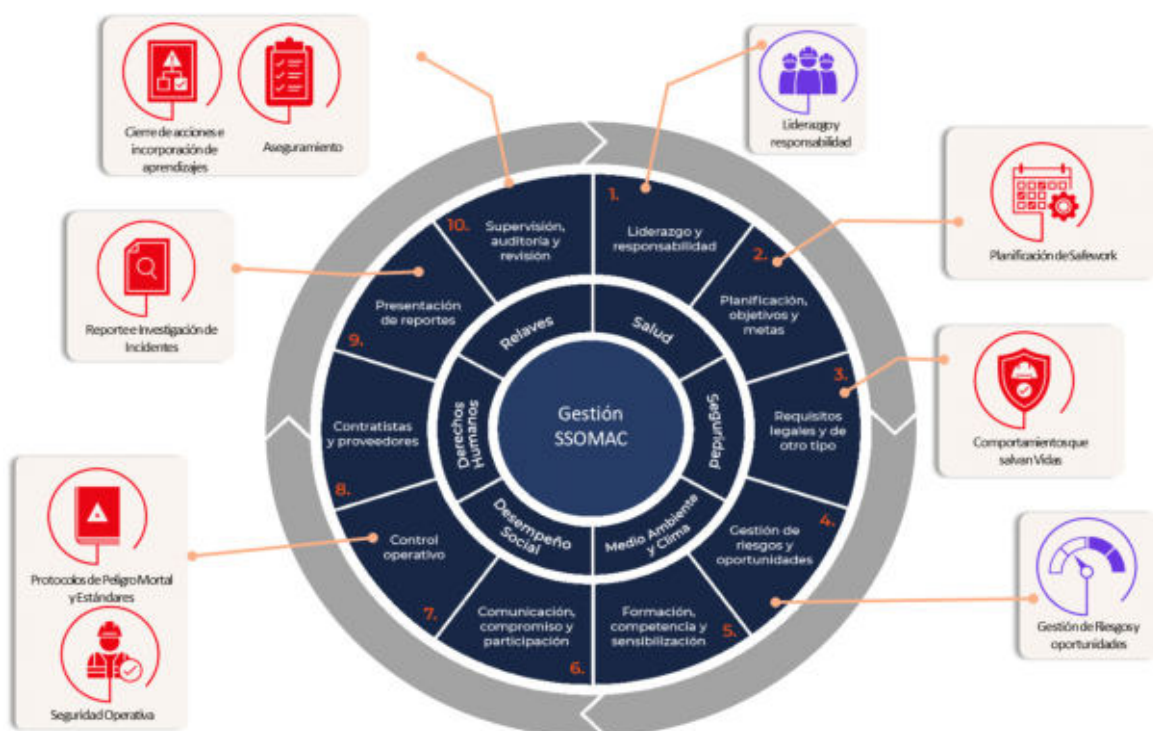 Cierre de acciones e
incorporación de
aprendizajes
Aseguramiento
Liderazgo y
responsabilidad
Planificación de Safework
Reporte e Investigación de
Incidentes
Comportamientos que
salvan Vidas
Protocolos de Peligro Mortal
y Estándares
Seguridad Operativa
Gestión de Riesgos y
oportunidades
1.
Liderazgo y
responsabilidad
2.
Planificación,
objetivos y
metas
3.
Requisitos
legales y de
otro tipo
4.
Gestión de
riesgos y
oportunidades
5.
Formación,
competencia y
sensibilización
6.
Comunicación,
compromiso y
participación
7.
Control
operativo
8.
Contratistas
y proveedores
9.
Presentación
de reportes
10.
Supervisión,
auditoría y
revisión
Salud
Seguridad
Medio Ambiente
y Clima
Desempeño
Social
Derechos
Humanos
Relaves
Gestión
SSOMAC